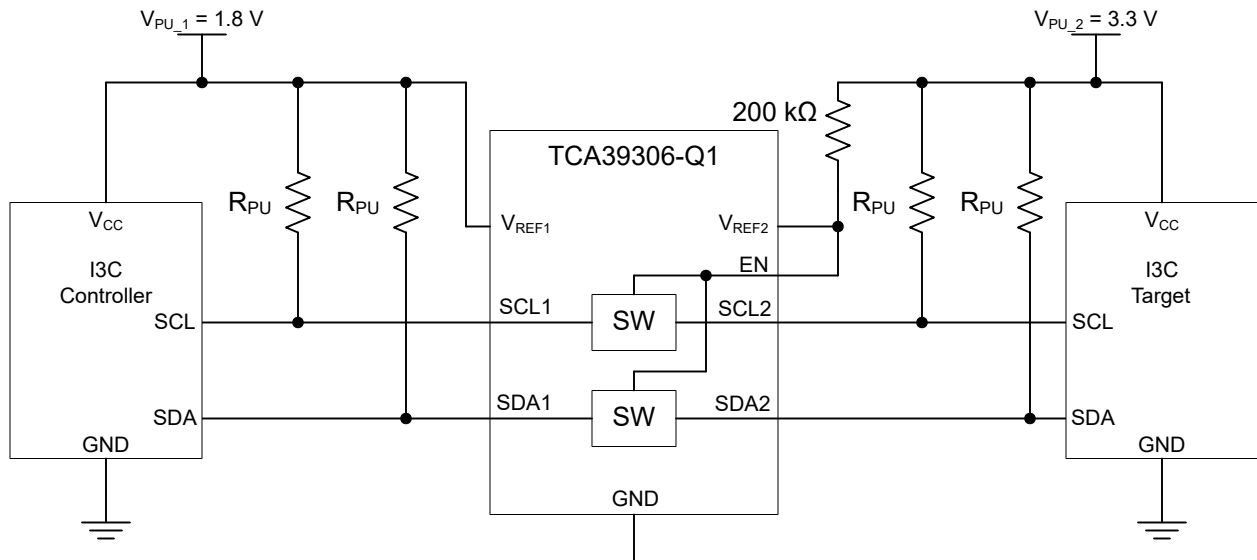 V_PU_1 = 1.8 V
V_PU_2 = 3.3 V
200 kΩ
TCA39306-Q1
R_PU
R_PU
R_PU
R_PU
V_CC
V_REF1
V_REF2
V_CC
I3C
Controller
EN
I3C
Target
SCL
SCL1
SW
SCL2
SCL
SDA
SDA1
SW
SDA2
SDA
GND
GND
GND